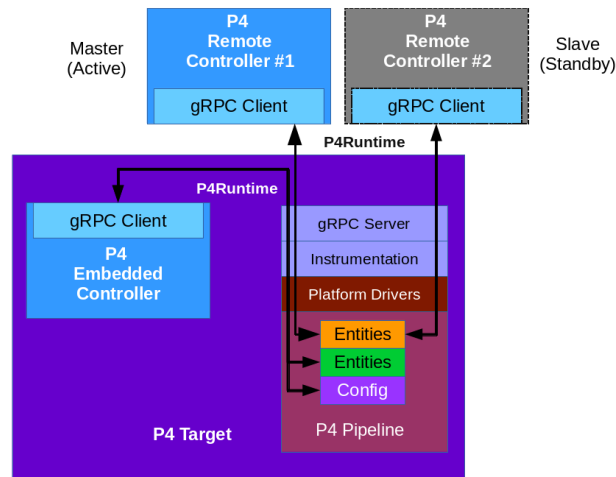 Master
(Active)
P4
Remote
Controller #1
gRPC Client
P4
Remote
Controller #2
gRPC Client
Slave
(Standby)
P4Runtime
P4Runtime
gRPC Client
P4
Embedded
Controller
gRPC Server
Instrumentation
Platform Drivers
Entities
Entities
Config
P4 Pipeline
P4 Target